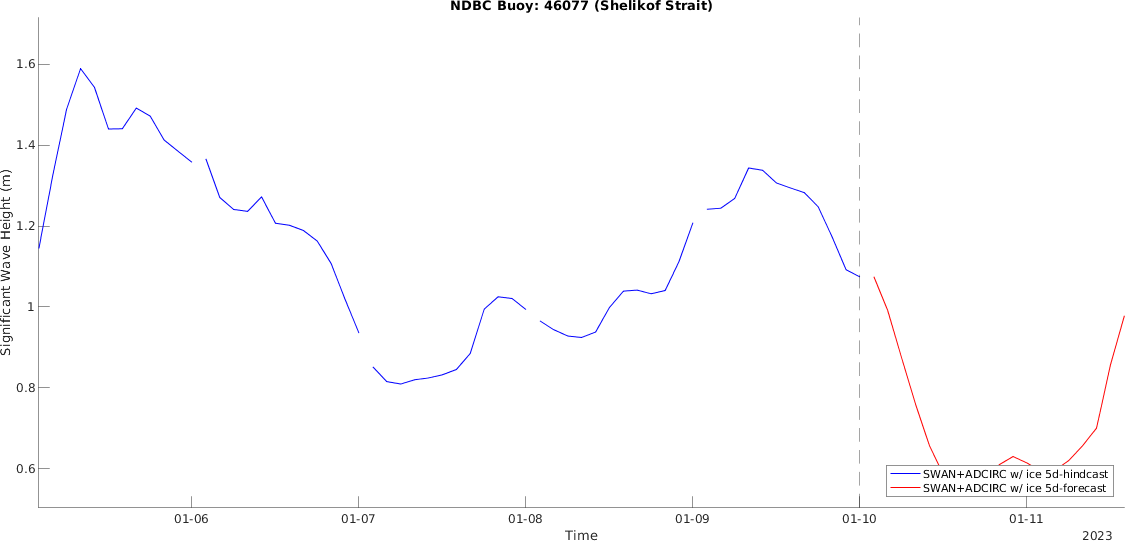 NDBC Buoy: 46077 (Shelikof Strait)
Significant Wave Height (m)
1.6
1.4
1.2
1
0.8
0.6
SWAN+ADCIRC w/ ice 5d-hindcast
SWAN+ADCIRC w/ ice 5d-forecast
01-06 01-07 01-08 01-09 01-10 01-11
Time
2023